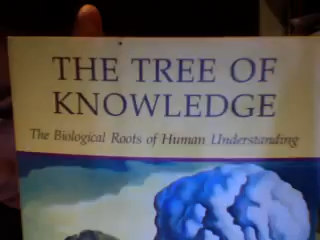 THE TREE OF
KNOWLEDGE
The Biological Roots of Human Understanding